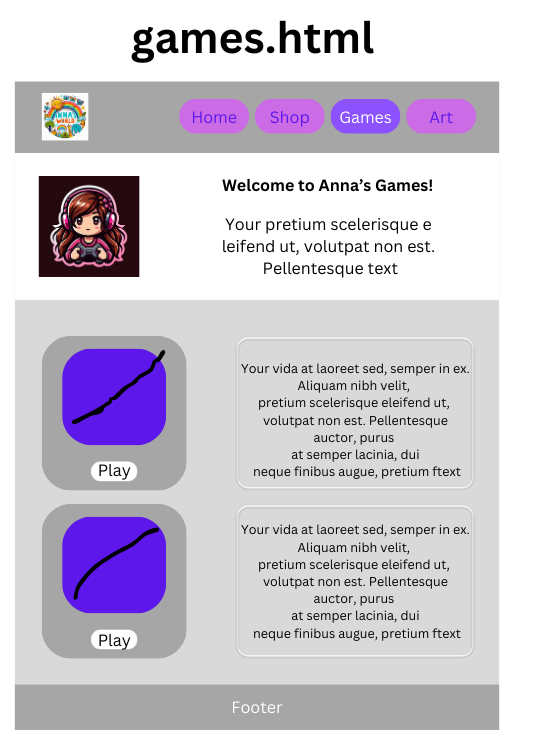 games.html
ANNA'S
WORLD
Home Shop Games Art
Welcome to Anna’s Games!
Your pretium scelerisque e
leifend ut, volutpat non est.
Pellentesque text
Your vida at laoreet sed, semper in ex.
Aliquam nibh velit,
pretium scelerisque eleifend ut,
volutpat non est. Pellentesque
auctor, purus
at semper lacinia, dui
neque finibus augue, pretium ftext
Play
Your vida at laoreet sed, semper in ex.
Aliquam nibh velit,
pretium scelerisque eleifend ut,
volutpat non est. Pellentesque
auctor, purus
at semper lacinia, dui
neque finibus augue, pretium ftext
Play
Footer